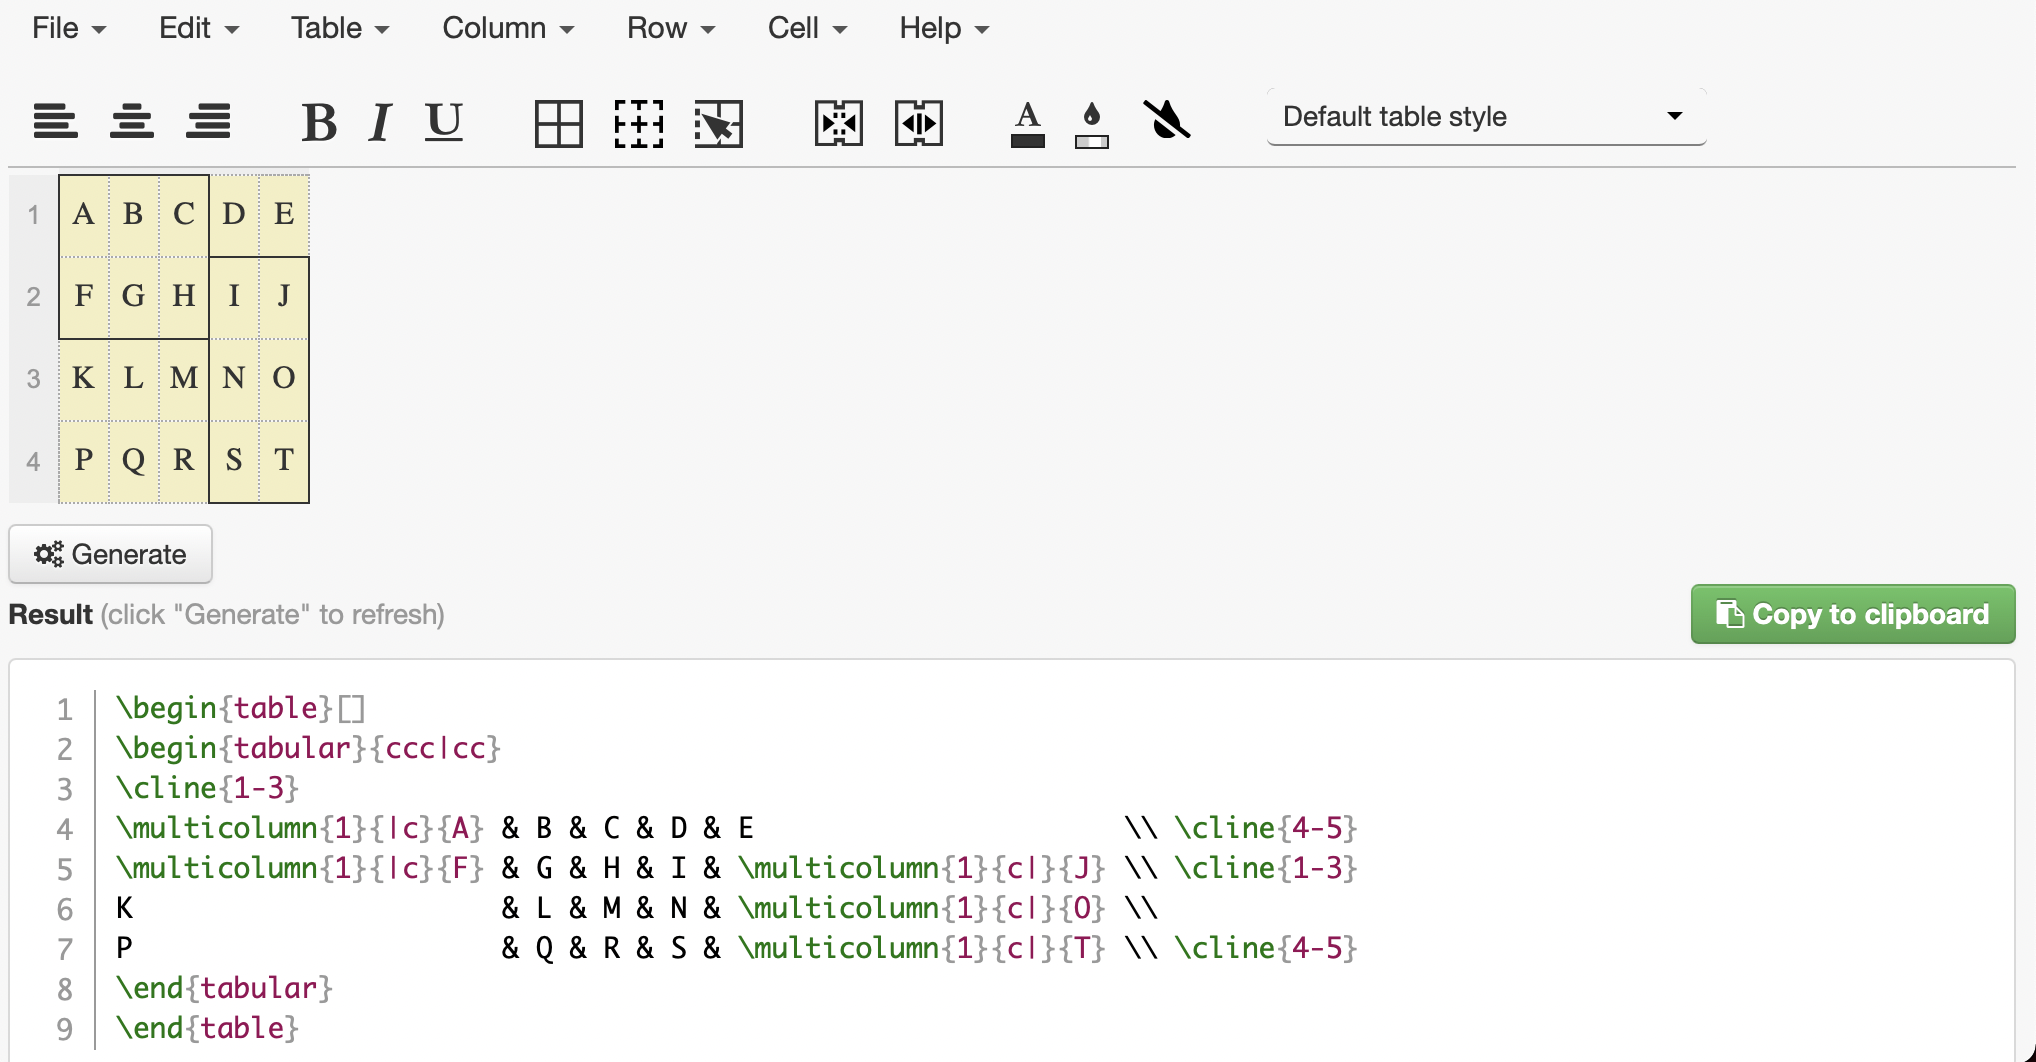 File Edit Table Column Row Cell Help
B I U A Default table style
1 A B C D E
2 F G H I J
3 K L M N O
4 P Q R S T
Generate
Result (click "Generate" to refresh)
Copy to clipboard
1 \begin{table}[]
2 \begin{tabular}{ccc|cc}
3 \cline{1-3}
4 \multicolumn{1}{|c}{A} & B & C & D & E \\ \cline{4-5}
5 \multicolumn{1}{|c}{F} & G & H & I & \multicolumn{1}{c|}{J} \\ \cline{1-3}
6 K & L & M & N & \multicolumn{1}{c|}{O} \\
7 P & Q & R & S & \multicolumn{1}{c|}{T} \\ \cline{4-5}
8 \end{tabular}
9 \end{table}